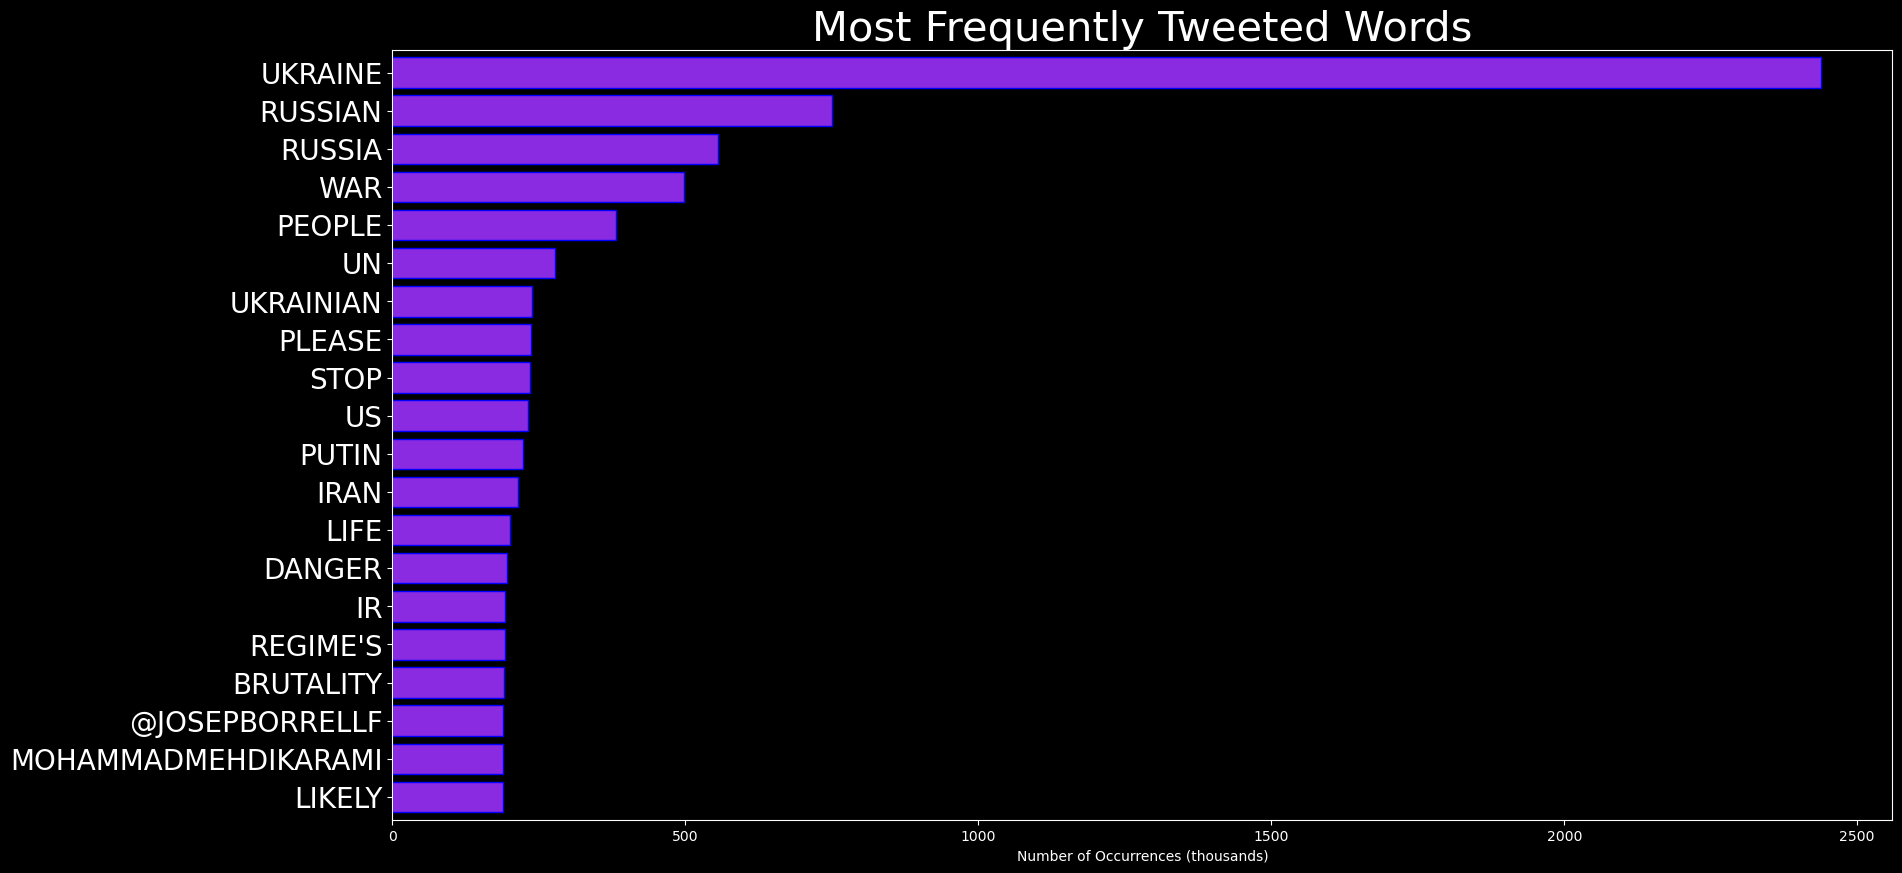 Most Frequently Tweeted Words
UKRAINE
RUSSIAN
RUSSIA
WAR
PEOPLE
UN
UKRAINIAN
PLEASE
STOP
US
PUTIN
IRAN
LIFE
DANGER
IR
REGIME'S
BRUTALITY
@JOSEPBORRELLF
MOHAMMADMEHDIKARAMI
LIKELY
0 500 1000 1500 2000 2500
Number of Occurrences (thousands)